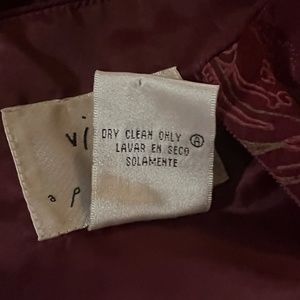 DRY CLEAN ONLY Ⓡ
LAVAR EN SECO
SOLAMENTE